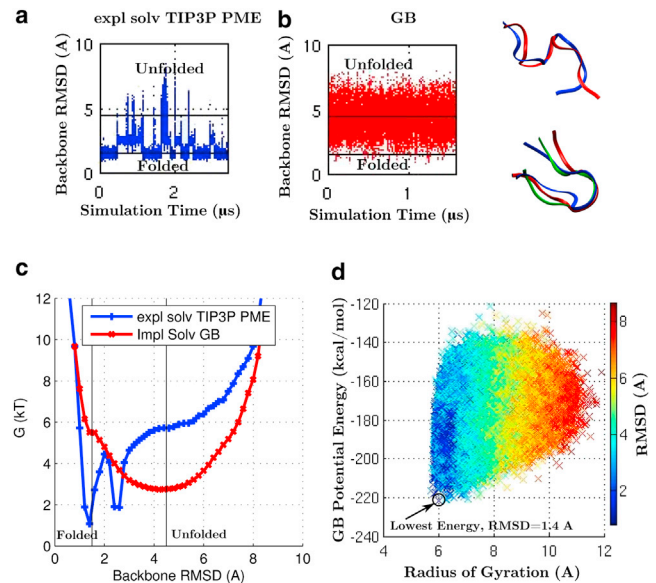 a
expl solv TIP3P PME
Backbone RMSD (A)
10
5
0
Unfolded
Folded
0
2
Simulation Time (µs)
b
GB
Backbone RMSD (A)
10
5
0
Unfolded
Folded
0
1
Simulation Time (µs)
c
G (kT)
12
10
8
6
4
2
0
expl solv TIP3P PME
Impl Solv GB
Folded
Unfolded
0 2 4 6 8 10
Backbone RMSD (A)
d
GB Potential Energy (kcal/mol)
-120
-140
-160
-180
-200
-220
-240
Lowest Energy, RMSD=1.4 A
4 6 8 10 12
Radius of Gyration (A)
8
6
4
2
RMSD (A)